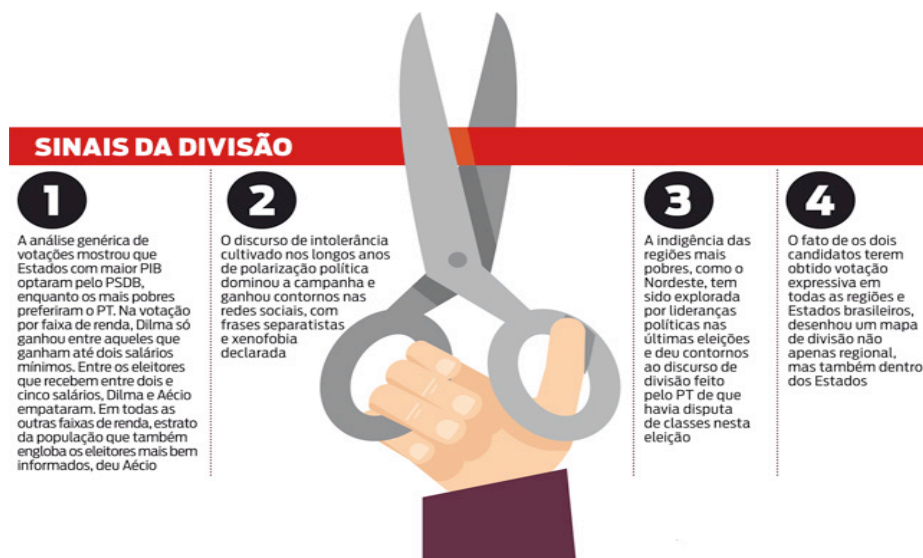 SINAIS DA DIVISÃO
1
A análise genérica de
votações mostrou que
Estados com maior PIB
optaram pelo PSDB,
enquanto os mais pobres
preferiram o PT. Na votação
por faixa de renda, Dilma só
ganhou entre aqueles que
ganham até dois salários
mínimos. Entre os eleitores
que recebem entre dois e
cinco salários, Dilma e Aécio
empataram. Em todas as
outras faixas de renda, estrato
da população que também
engloba os eleitores mais bem
informados, deu Aécio
2
O discurso de intolerância
cultivado nos longos anos
de polarização política
dominou a campanha e
ganhou contornos nas
redes sociais, com
frases separatistas
e xenofobia
declarada
3
A indigência das
regiões mais
pobres, como o
Nordeste, tem
sido explorada
por lideranças
políticas nas
últimas eleições
e deu contornos
ao discurso de
divisão feito
pelo PT de que
havia disputa
de classes nesta
eleição
4
O fato de os dois
candidatos terem
obtido votação
expressiva em
todas as regiões e
Estados brasileiros,
desenhou um mapa
de divisão não
apenas regional,
mas também dentro
dos Estados